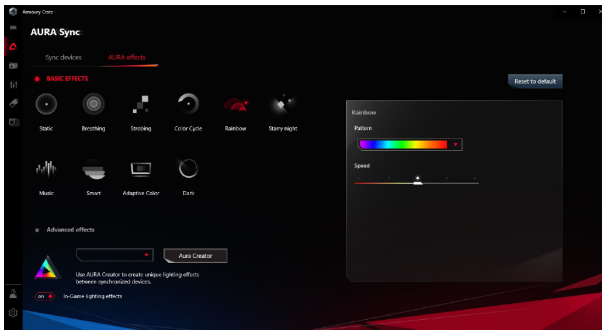 Armoury Crate
AURA Sync
Sync devices
AURA effects
BASIC EFFECTS
Reset to default
Static
Breathing
Strobing
Color Cycle
Rainbow
Starry night
Music
Smart
Adaptive Color
Dark
Rainbow
Pattern
Speed
Advanced effects
Aura Creator
Use AURA Creator to create unique lighting effects
between synchronized devices.
on
In-Game lighting effects